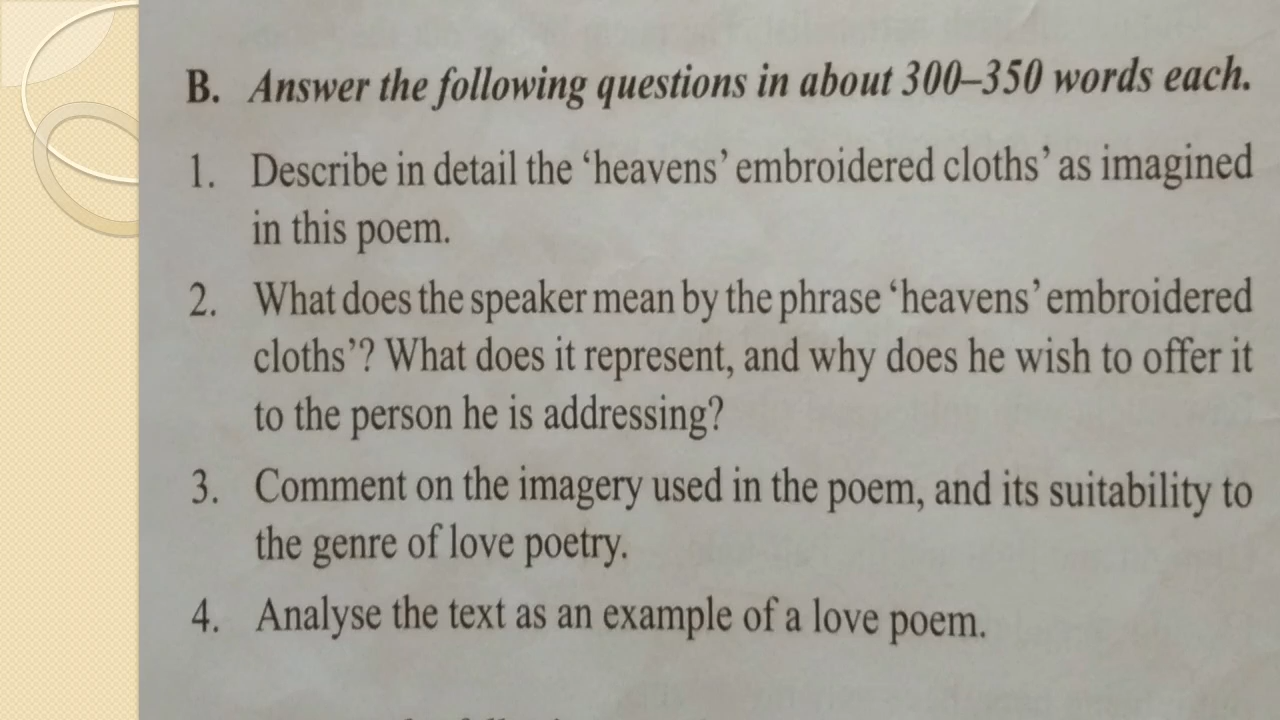 B. Answer the following questions in about 300–350 words each.
1. Describe in detail the ‘heavens’ embroidered cloths’ as imagined
in this poem.
2. What does the speaker mean by the phrase ‘heavens’ embroidered
cloths’? What does it represent, and why does he wish to offer it
to the person he is addressing?
3. Comment on the imagery used in the poem, and its suitability to
the genre of love poetry.
4. Analyse the text as an example of a love poem.